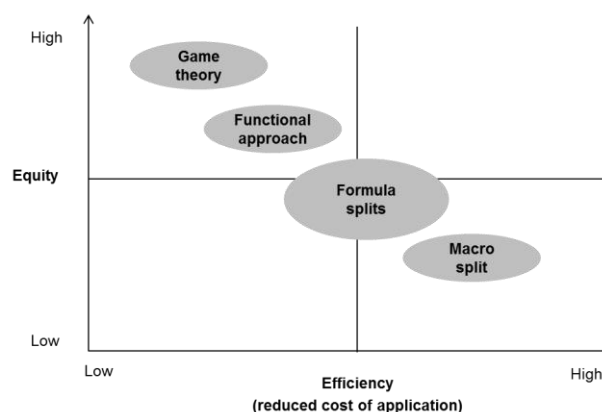 High
Game
theory
Functional
approach
Equity
Formula
splits
Macro
split
Low
Low
High
Efficiency
(reduced cost of application)